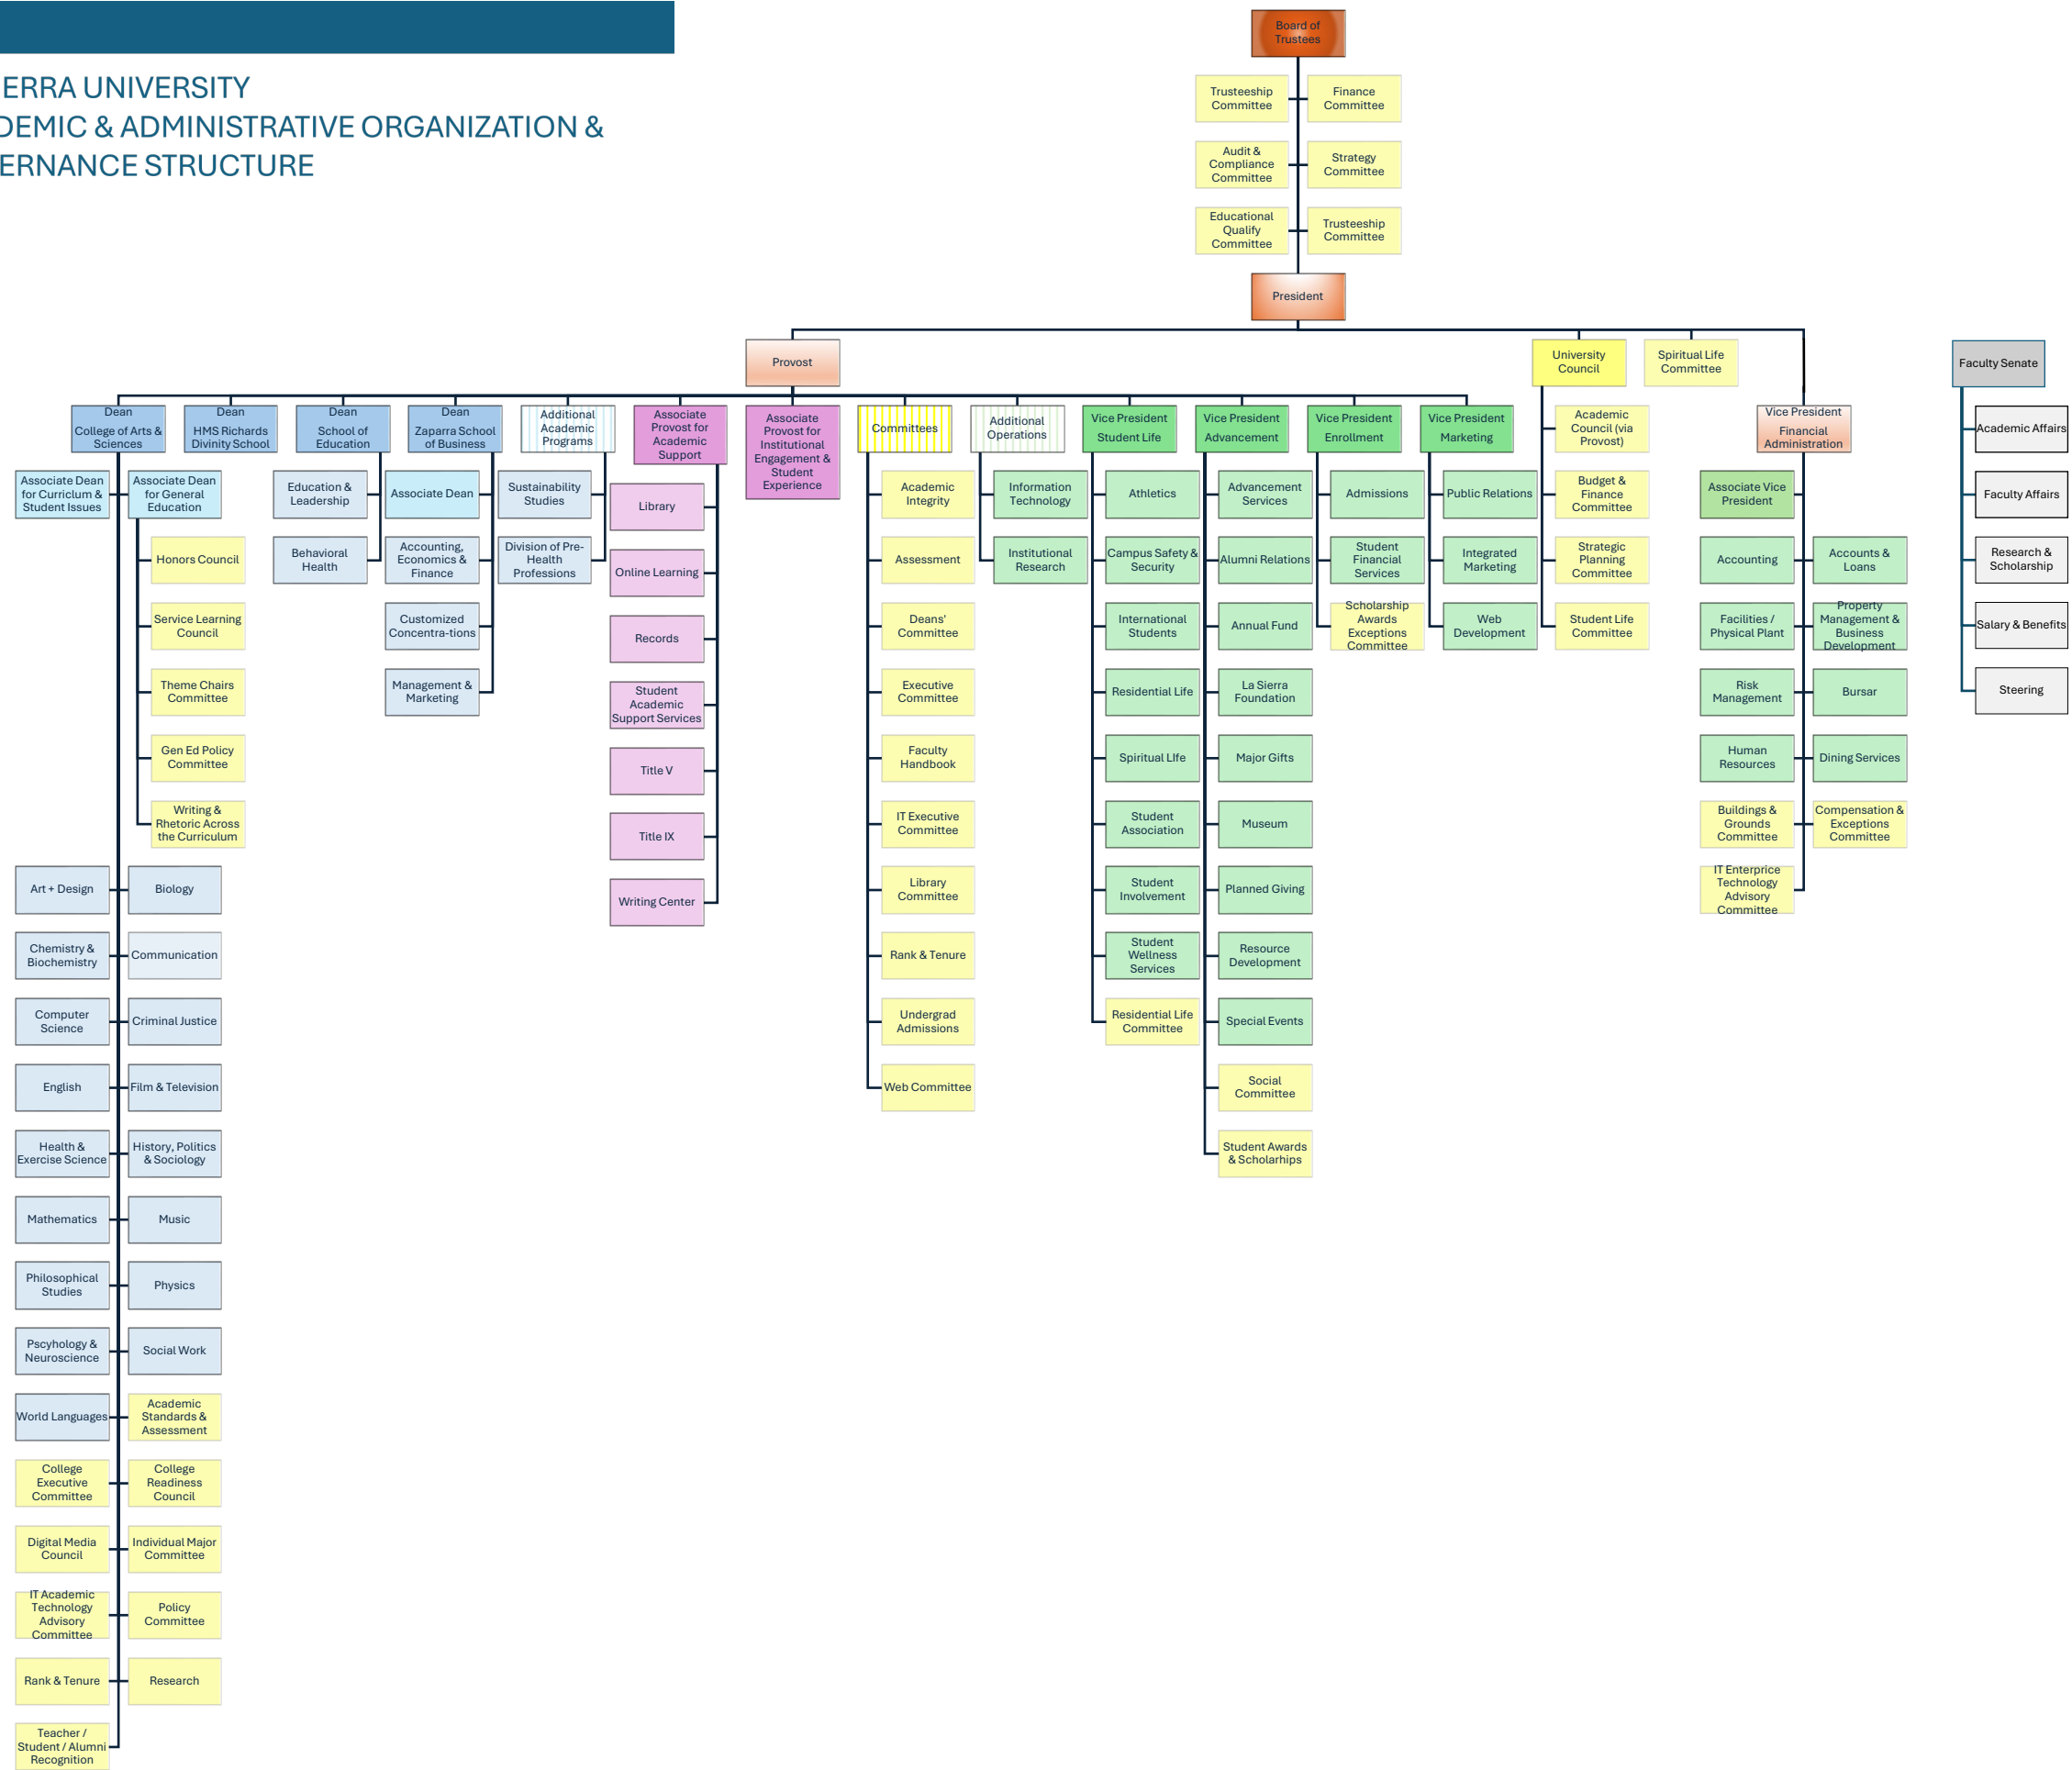 ERRA UNIVERSITY
DEMIC & ADMINISTRATIVE ORGANIZATION &
ERNANCE STRUCTURE
Board of
Trustees
Trusteeship
Committee
Finance
Committee
Audit &
Compliance
Committee
Strategy
Committee
Educational
Qualify
Committee
Trusteeship
Committee
President
Provost
University
Council
Spiritual Life
Committee
Faculty Senate
Dean
College of Arts &
Sciences
Dean
HMS Richards
Divinity School
Dean
School of
Education
Dean
Zaparra School
of Business
Additional
Academic
Programs
Associate
Provost for
Academic
Support
Associate
Provost for
Institutional
Engagement &
Student
Experience
Committees
Additional
Operations
Vice President
Student Life
Vice President
Advancement
Vice President
Enrollment
Vice President
Marketing
Academic
Council (via
Provost)
Vice President
Financial
Administration
Academic Affairs
Associate Dean
for Curriclum &
Student Issues
Associate Dean
for General
Education
Honors Council
Service Learning
Council
Theme Chairs
Committee
Gen Ed Policy
Committee
Writing &
Rhetoric Across
the Curriculum
Education &
Leadership
Behavioral
Health
Associate Dean
Accounting,
Economics &
Finance
Customized
Concentra-tions
Management &
Marketing
Sustainability
Studies
Division of Pre-
Health
Professions
Library
Online Learning
Records
Student
Academic
Support Services
Title V
Title IX
Writing Center
Academic
Integrity
Assessment
Deans'
Committee
Executive
Committee
Faculty
Handbook
IT Executive
Committee
Library
Committee
Rank & Tenure
Undergrad
Admissions
Web Committee
Information
Technology
Institutional
Research
Athletics
Campus Safety &
Security
International
Students
Residential Life
Spiritual LIfe
Student
Association
Student
Involvement
Student
Wellness
Services
Residential Life
Committee
Advancement
Services
Alumni Relations
Annual Fund
La Sierra
Foundation
Major Gifts
Museum
Planned Giving
Resource
Development
Special Events
Social
Committee
Student Awards
& Scholarhips
Admissions
Student
Financial
Services
Scholarship
Awards
Exceptions
Committee
Public Relations
Integrated
Marketing
Web
Development
Budget &
Finance
Committee
Strategic
Planning
Committee
Student Life
Committee
Associate Vice
President
Accounting
Accounts &
Loans
Facilities /
Physical Plant
Property
Management &
Business
Development
Risk
Management
Bursar
Human
Resources
Dining Services
Buildings &
Grounds
Committee
Compensation &
Exceptions
Committee
IT Enterprice
Technology
Advisory
Committee
Faculty Affairs
Research &
Scholarship
Salary & Benefits
Steering
Art + Design
Biology
Chemistry &
Biochemistry
Communication
Computer
Science
Criminal Justice
English
Film & Television
Health &
Exercise Science
History, Politics
& Sociology
Mathematics
Music
Philosophical
Studies
Physics
Pscyhology &
Neuroscience
Social Work
World Languages
Academic
Standards &
Assessment
College
Executive
Committee
College
Readiness
Council
Digital Media
Council
Individual Major
Committee
IT Academic
Technology
Advisory
Committee
Policy
Committee
Rank & Tenure
Research
Teacher /
Student / Alumni
Recognition